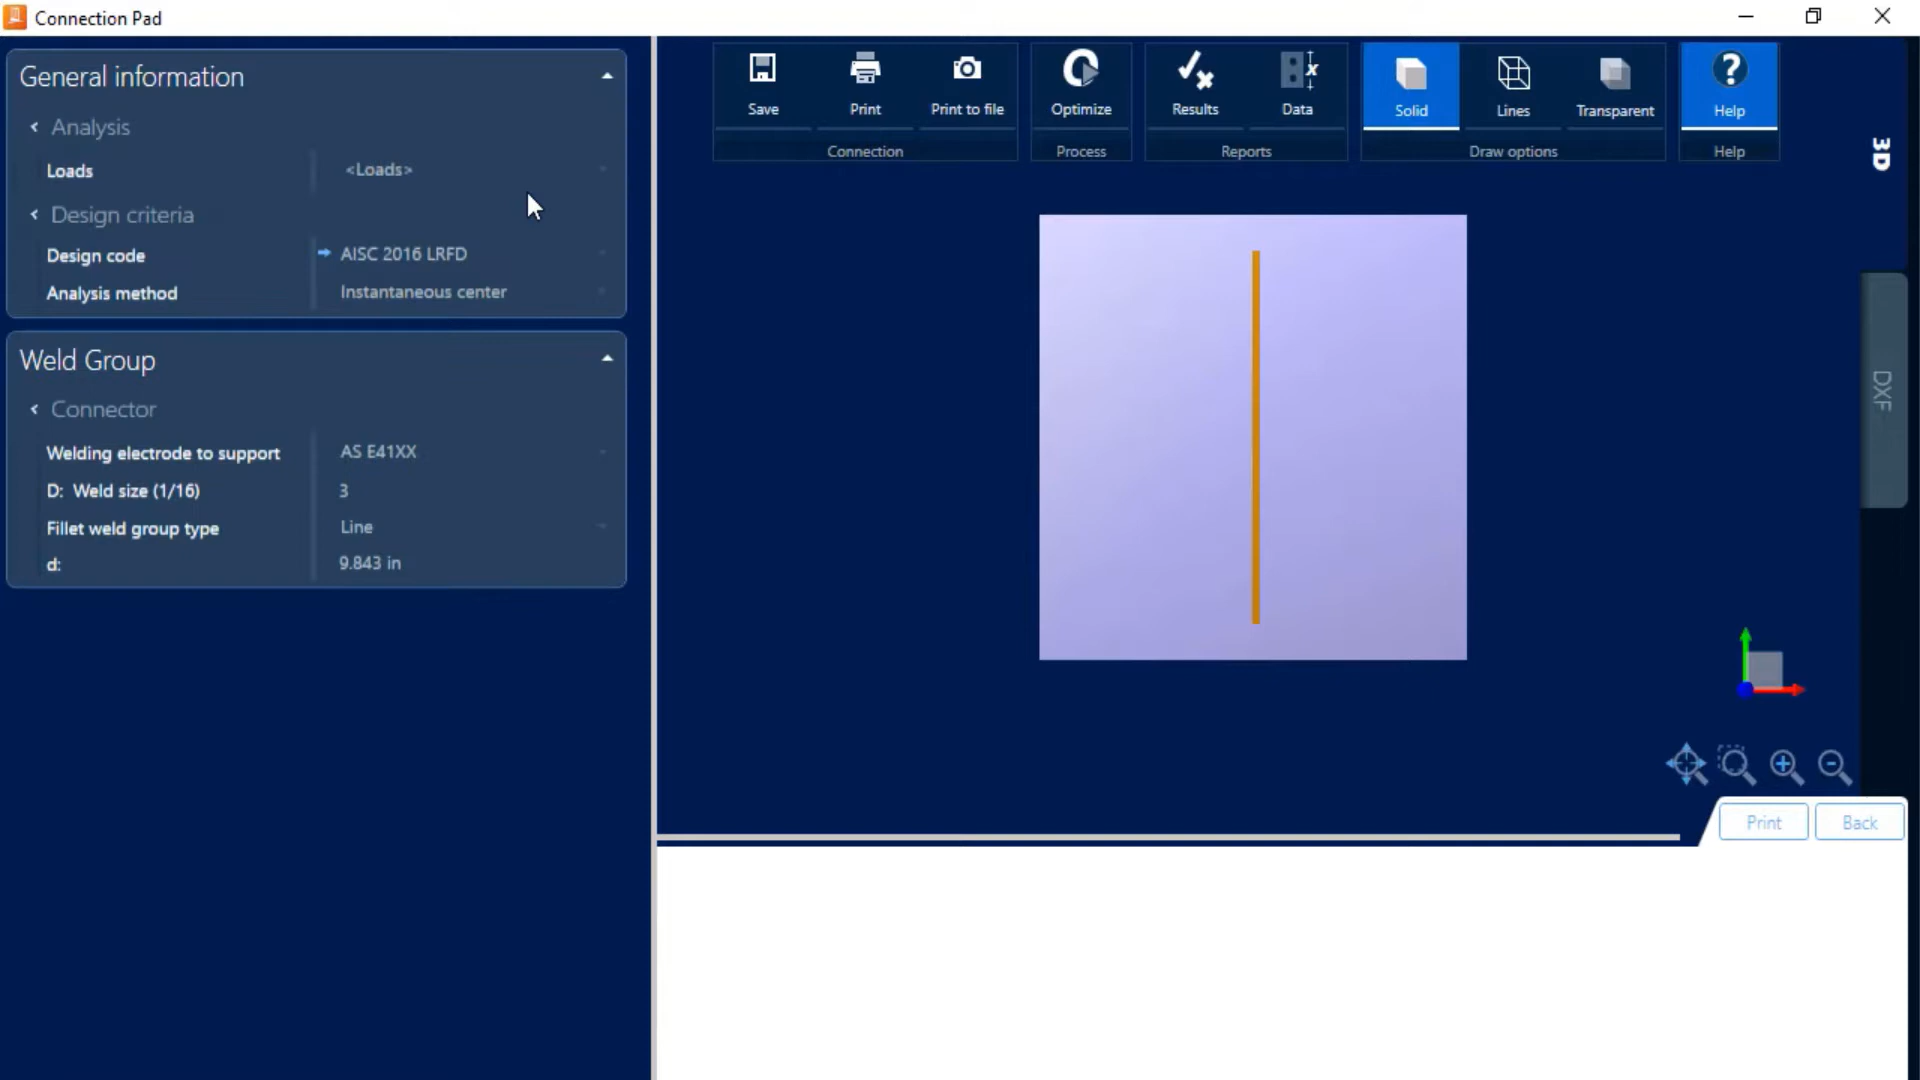 Connection Pad
General information
Analysis
Loads <Loads>
Design criteria
Design code AISC 2016 LRFD
Analysis method Instantaneous center
Weld Group
Connector
Welding electrode to support AS E41XX
D: Weld size (1/16) 3
Fillet weld group type Line
d: 9.843 in
Save Print Print to file Optimize Results Data Solid Lines Transparent Help
Connection Process Reports Draw options Help
3D
DXF
Print Back